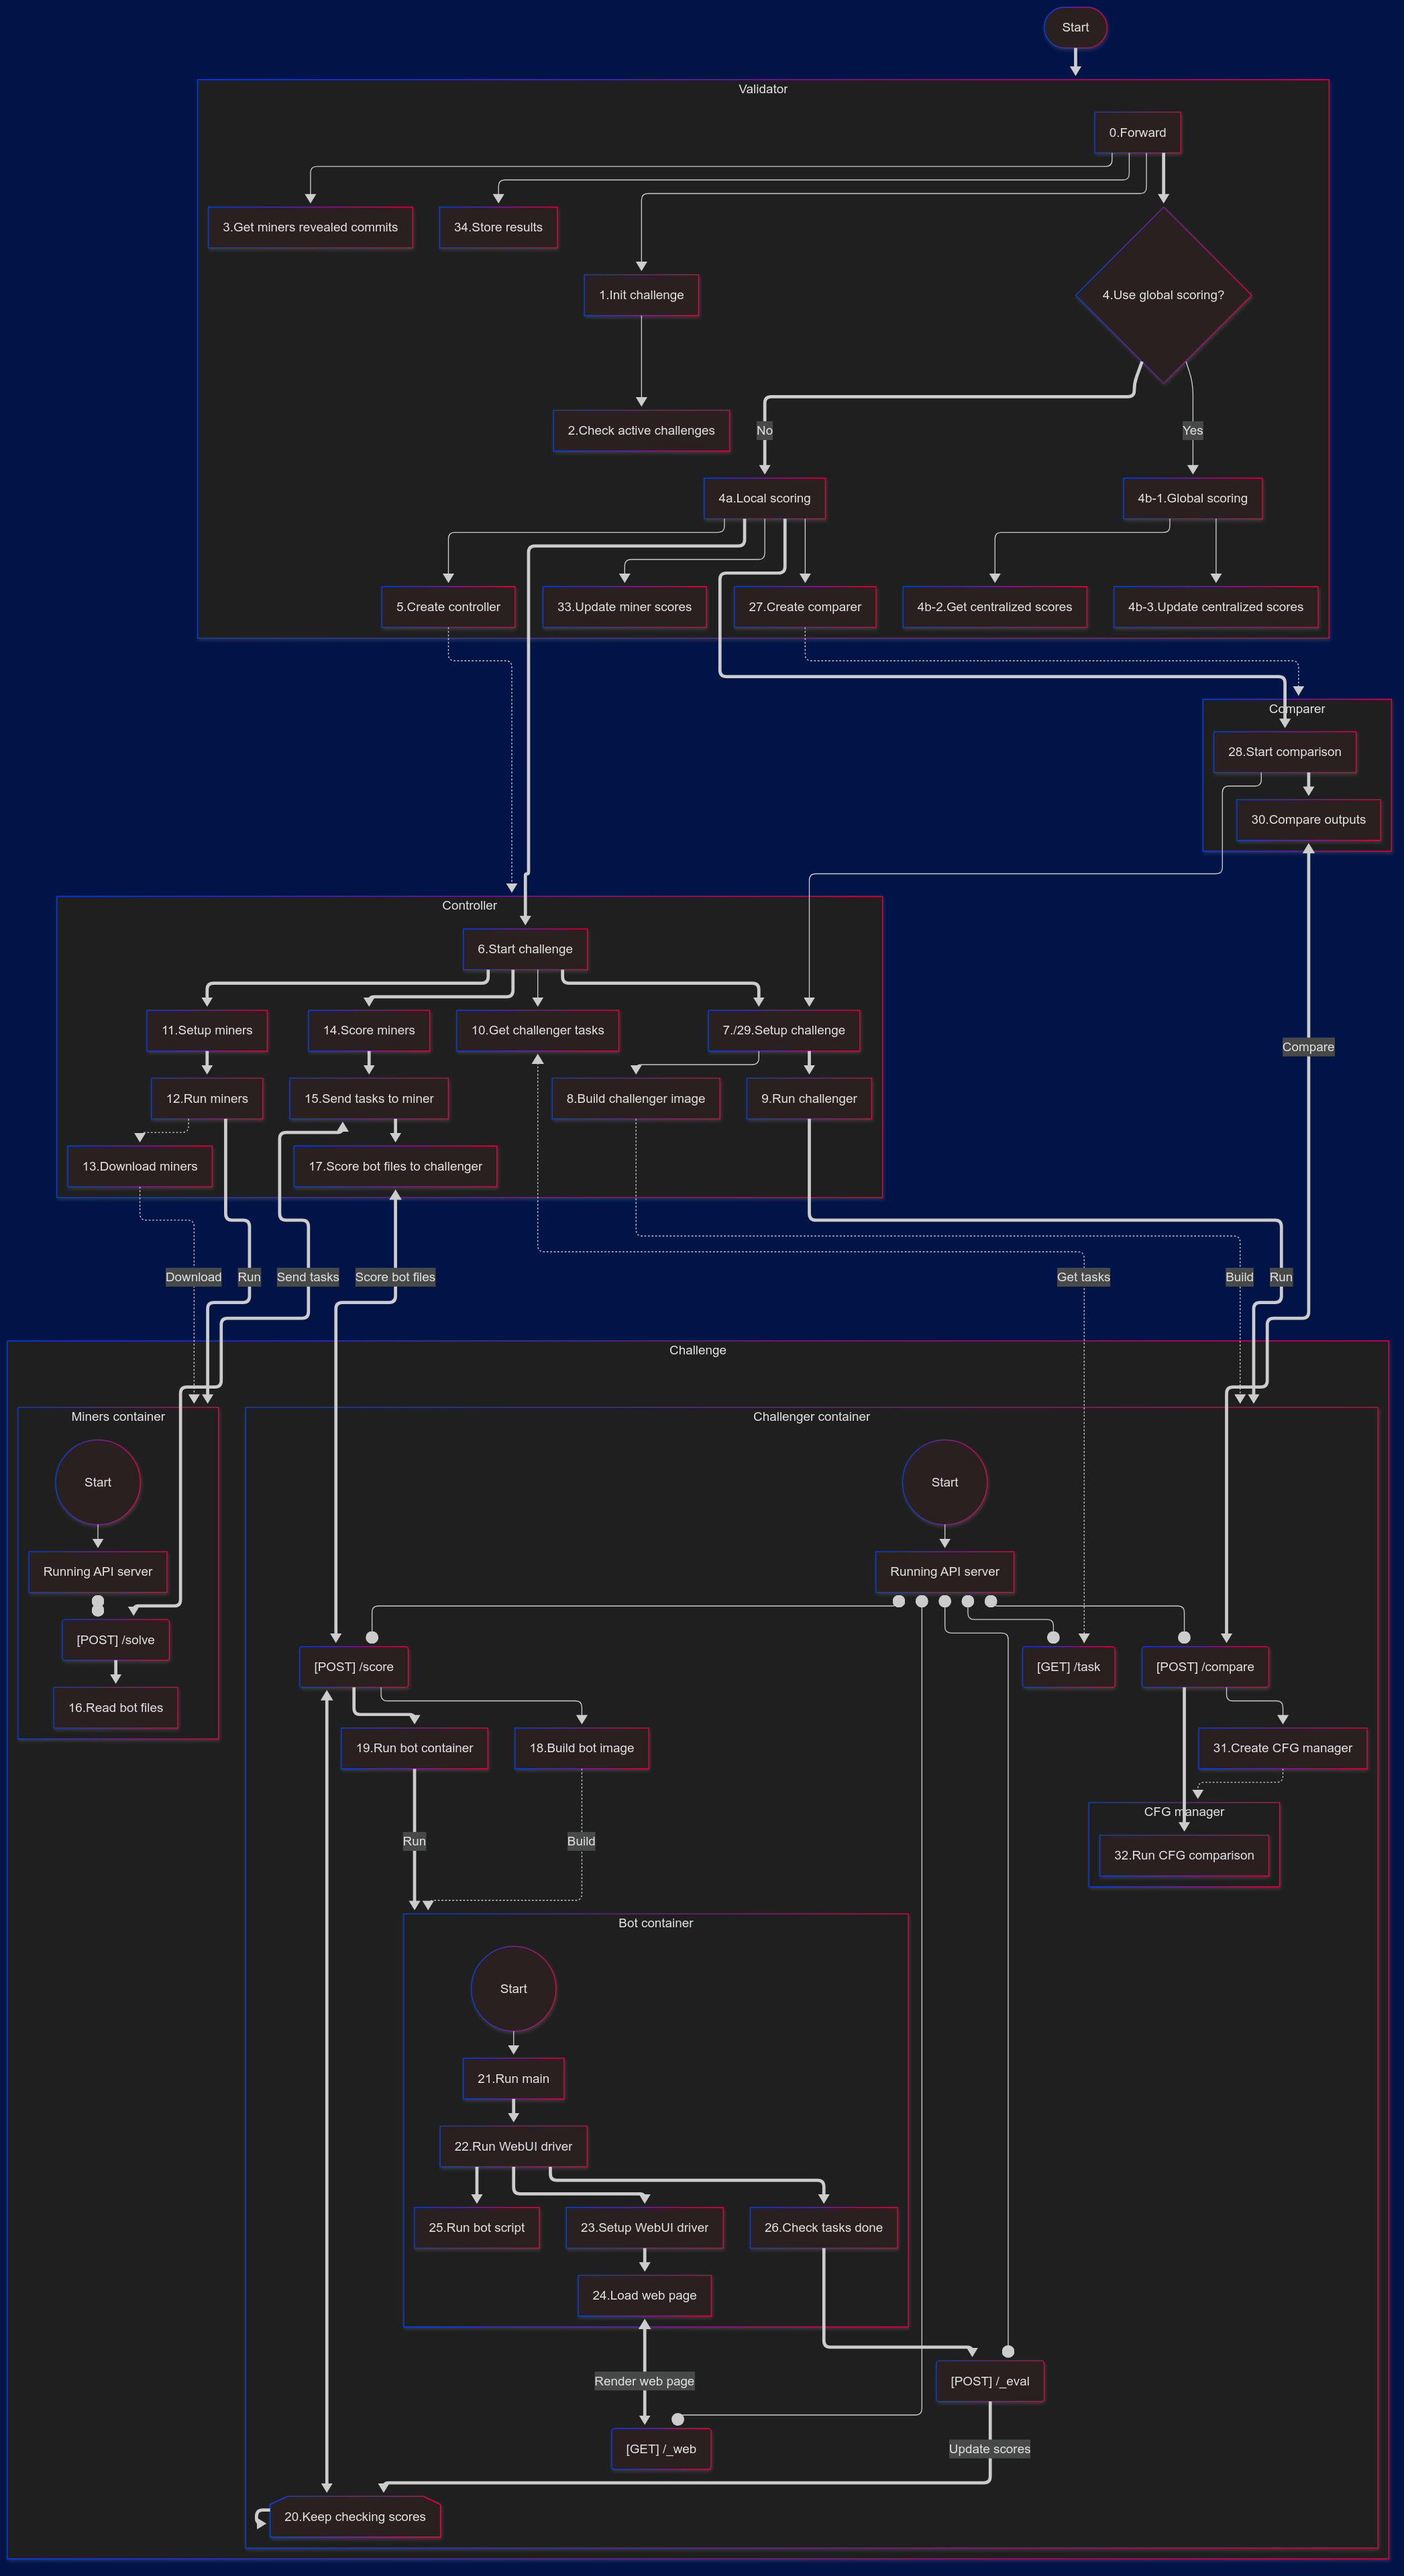 Start
Validator
0.Forward
3.Get miners revealed commits
34.Store results
1.Init challenge
4.Use global scoring?
2.Check active challenges
No
Yes
4a.Local scoring
4b-1.Global scoring
5.Create controller
33.Update miner scores
27.Create comparer
4b-2.Get centralized scores
4b-3.Update centralized scores
Comparer
28.Start comparison
30.Compare outputs
Controller
6.Start challenge
11.Setup miners
14.Score miners
10.Get challenger tasks
7./29.Setup challenge
Compare
12.Run miners
15.Send tasks to miner
8.Build challenger image
9.Run challenger
13.Download miners
17.Score bot files to challenger
Download
Run
Send tasks
Score bot files
Get tasks
Build
Run
Challenge
Miners container
Challenger container
Start
Start
Running API server
Running API server
[POST] /solve
[POST] /score
[GET] /task
[POST] /compare
16.Read bot files
19.Run bot container
18.Build bot image
31.Create CFG manager
CFG manager
Run
Build
32.Run CFG comparison
Bot container
Start
21.Run main
22.Run WebUI driver
25.Run bot script
23.Setup WebUI driver
26.Check tasks done
24.Load web page
Render web page
[POST] /_eval
[GET] /_web
Update scores
20.Keep checking scores